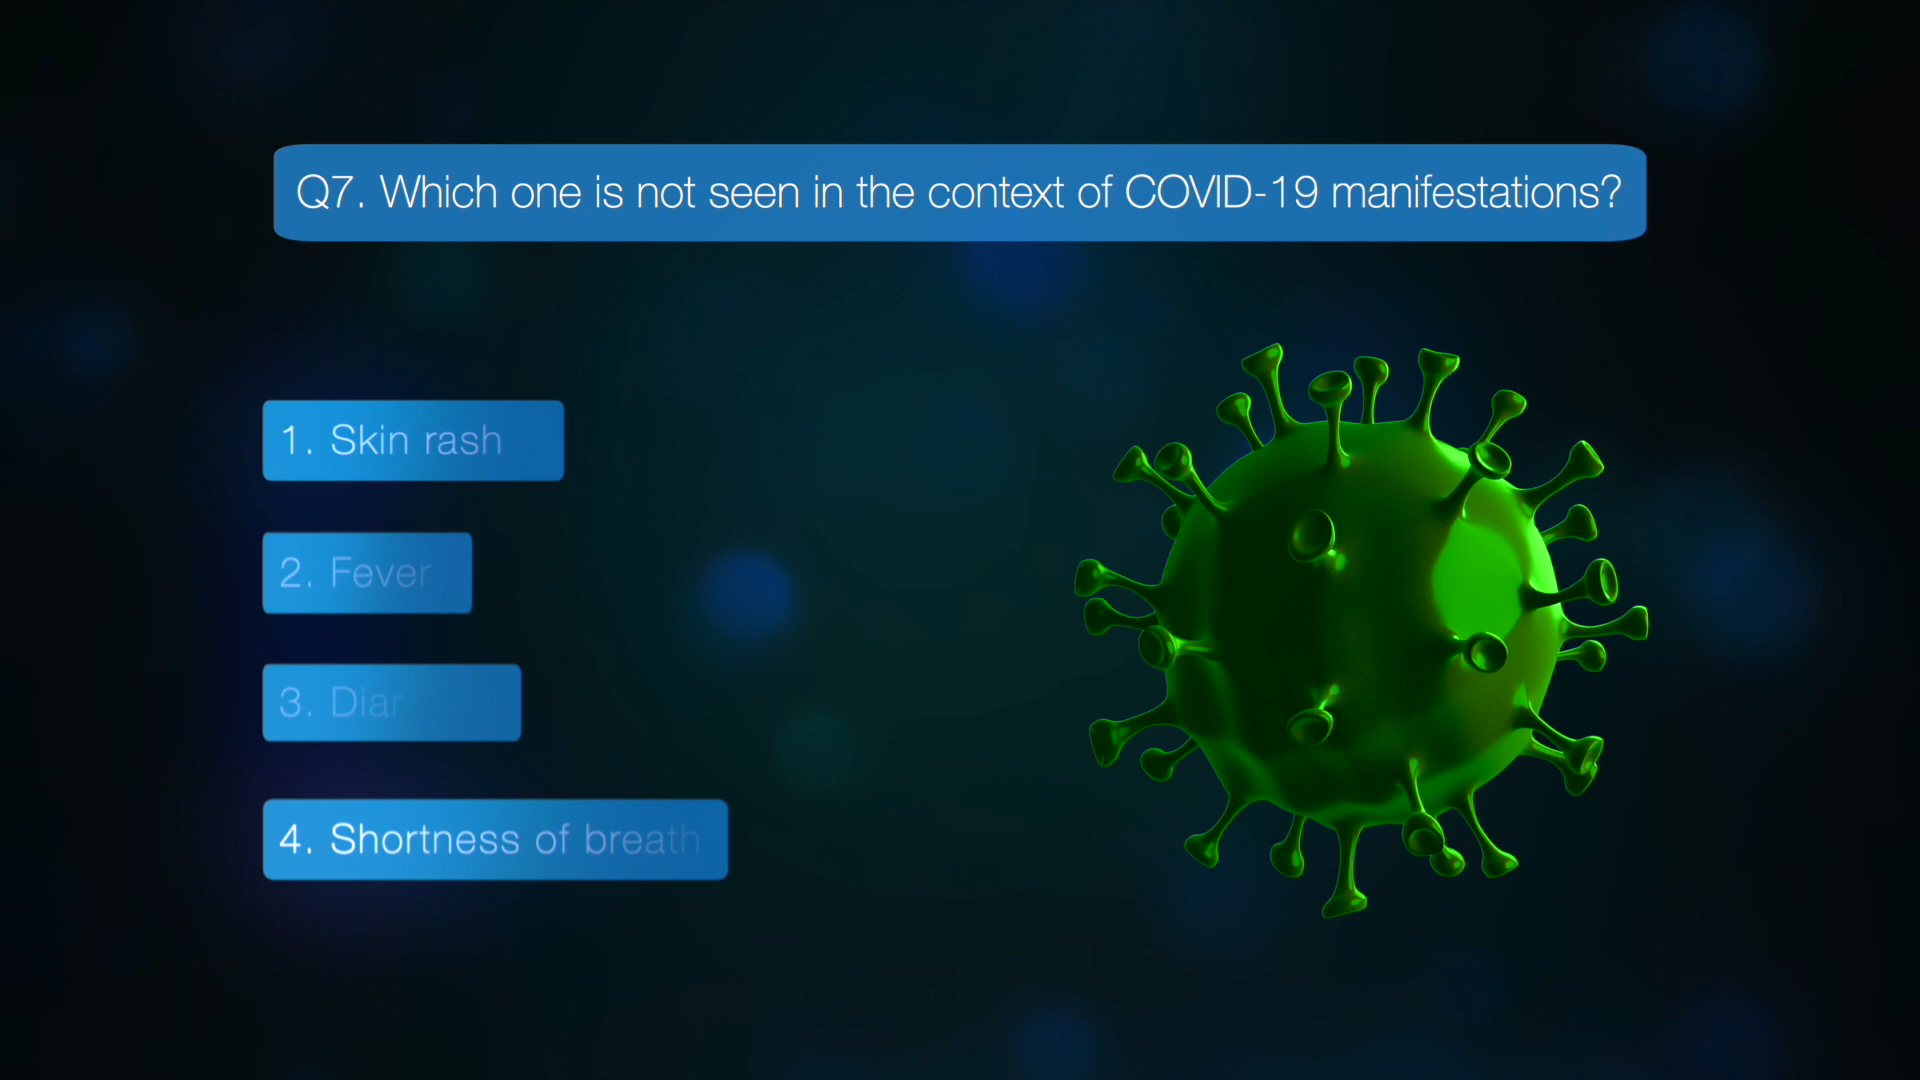 Q7. Which one is not seen in the context of COVID-19 manifestations?
1. Skin rash
2. Fever
3. Diar
4. Shortness of breath